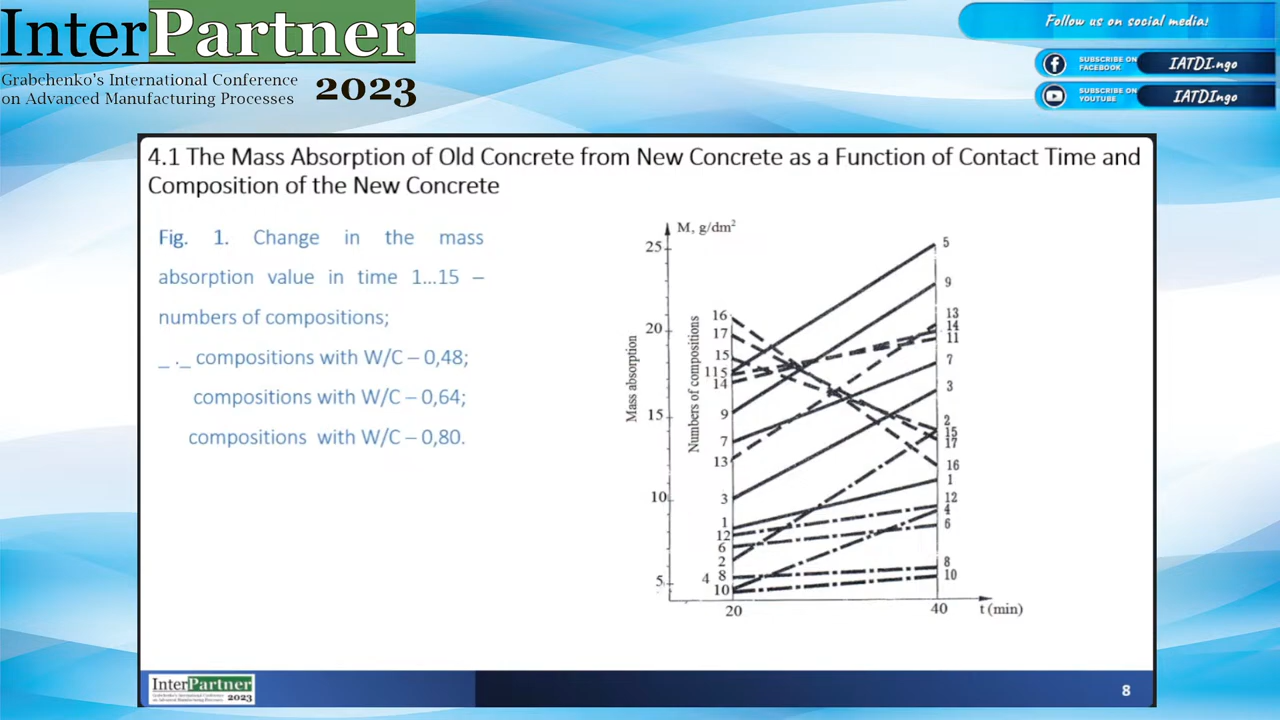 InterPartner
Grabchenko's International Conference
on Advanced Manufacturing Processes
2023
Follow us on social media!
SUBSCRIBE ON
FACEBOOK
IATDI.ngo
SUBSCRIBE ON
YOUTUBE
IATDIngo
4.1 The Mass Absorption of Old Concrete from New Concrete as a Function of Contact Time and
Composition of the New Concrete
Fig. 1. Change in the mass
absorption value in time 1...15 –
numbers of compositions;
_ ._ compositions with W/C – 0,48;
compositions with W/C – 0,64;
compositions with W/C – 0,80.
M, g/dm²
25
20
15
10
5
Mass absorption
Numbers of compositions
16
17
15
115
14
9
7
13
3
1
12
6
2
4 8
10
5
9
13
14
11
7
3
2
15
17
16
1
12
4
6
8
10
20
40
t (min)
InterPartner
2023
8